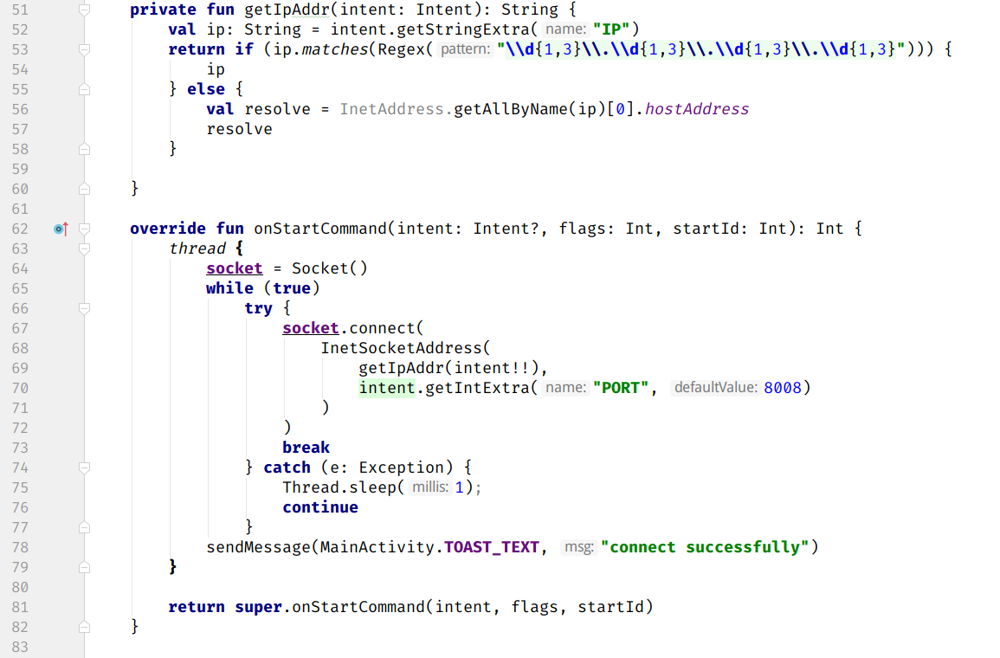 51 private fun getIpAddr(intent: Intent): String {
52 val ip: String = intent.getStringExtra( name: "IP")
53 return if (ip.matches(Regex( pattern: "\\d{1,3}\\.\\d{1,3}\\.\\d{1,3}\\.\\d{1,3}"))) {
54 ip
55 } else {
56 val resolve = InetAddress.getAllByName(ip)[0].hostAddress
57 resolve
58 }
59
60 }
61
62 override fun onStartCommand(intent: Intent?, flags: Int, startId: Int): Int {
63 thread {
64 socket = Socket()
65 while (true)
66 try {
67 socket.connect(
68 InetSocketAddress(
69 getIpAddr(intent!!),
70 intent.getIntExtra( name: "PORT", defaultValue: 8008)
71 )
72 )
73 break
74 } catch (e: Exception) {
75 Thread.sleep( millis: 1);
76 continue
77 }
78 sendMessage(MainActivity.TOAST_TEXT, msg: "connect successfully")
79 }
80
81 return super.onStartCommand(intent, flags, startId)
82 }
83